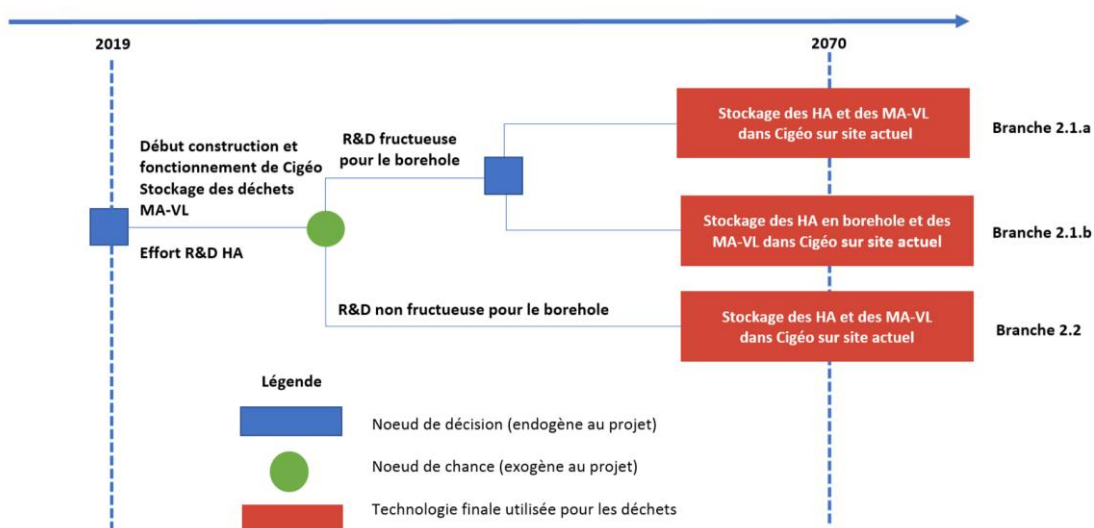 2019
2070
Début construction et
fonctionnement de Cigéo
Stockage des déchets
MA-VL
Effort R&D HA
R&D fructueuse
pour le borehole
Stockage des HA et des MA-VL
dans Cigéo sur site actuel
Branche 2.1.a
Stockage des HA en borehole et des
MA-VL dans Cigéo sur site actuel
Branche 2.1.b
R&D non fructueuse pour le borehole
Stockage des HA et des MA-VL
dans Cigéo sur site actuel
Branche 2.2
Légende
Noeud de décision (endogène au projet)
Noeud de chance (exogène au projet)
Technologie finale utilisée pour les déchets